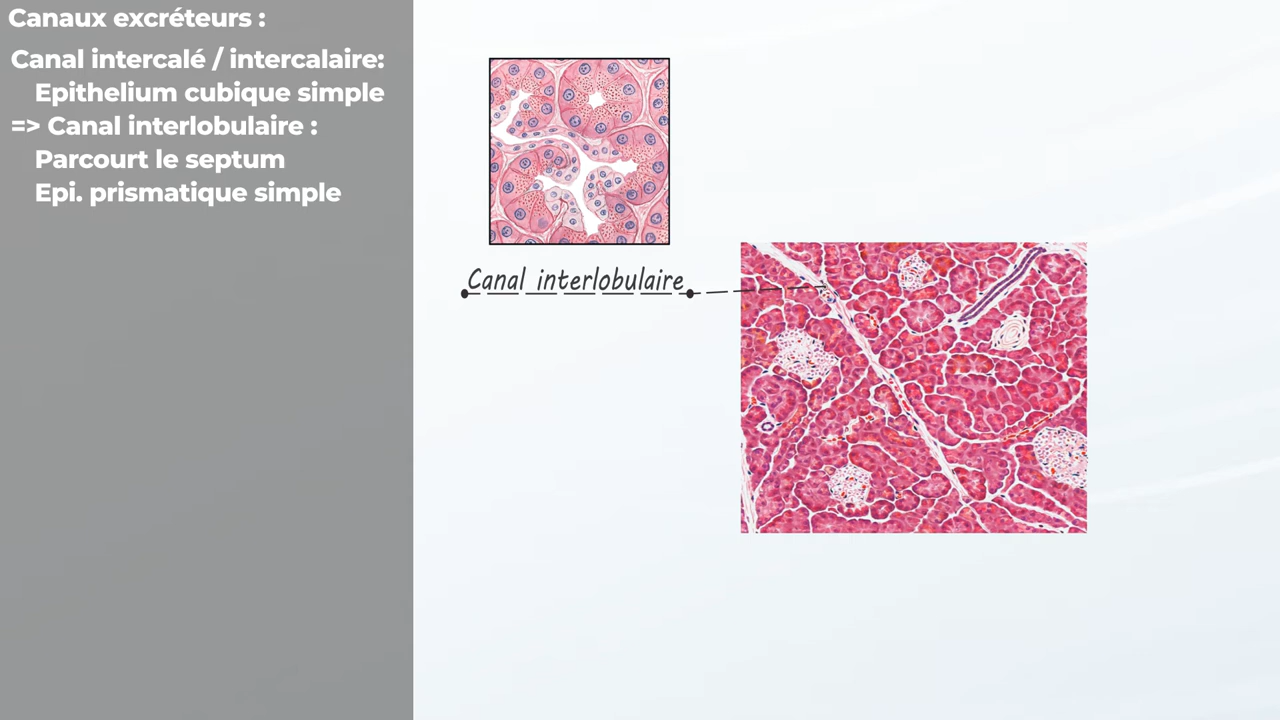 Canaux excréteurs :
Canal intercalé / intercalaire:
Epithelium cubique simple
=> Canal interlobulaire :
Parcourt le septum
Epi. prismatique simple
Canal interlobulaire